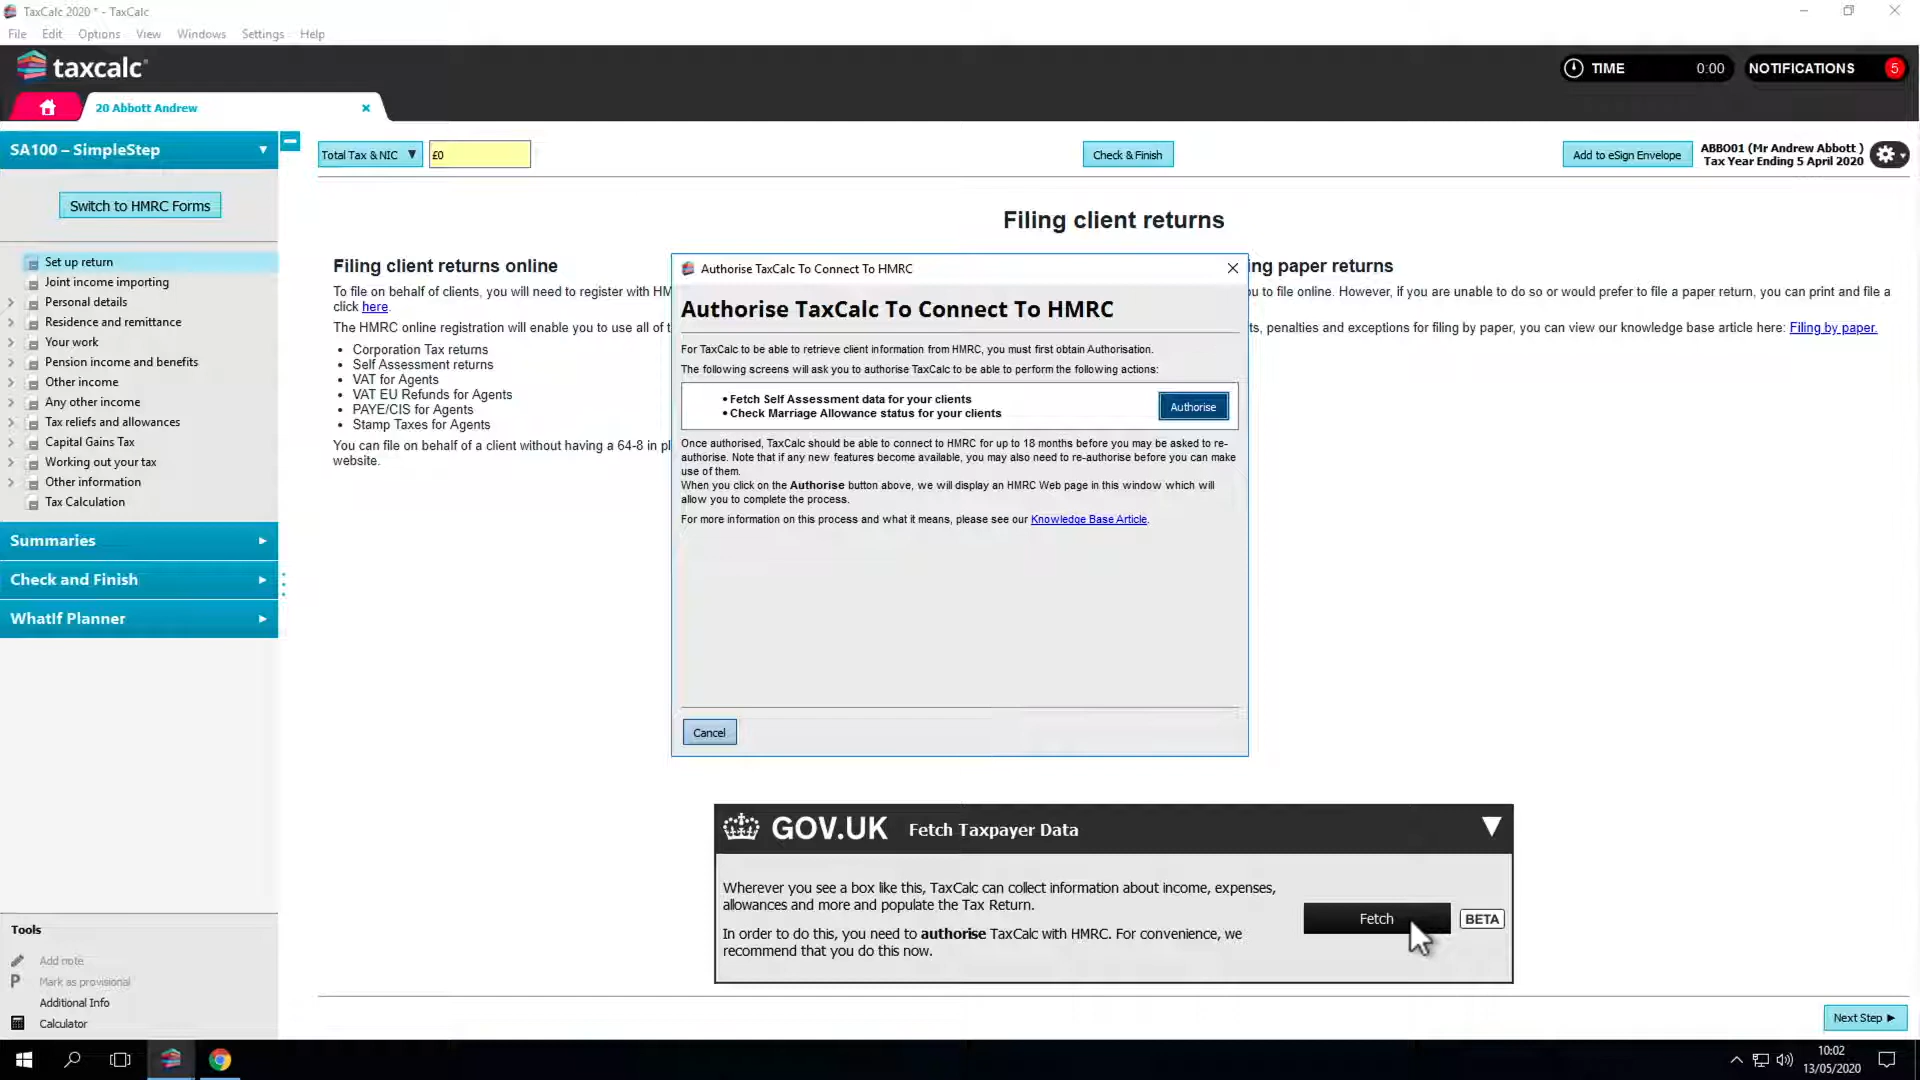 TaxCalc 2020 * - TaxCalc
File Edit Options View Windows Settings Help
taxcalc
TIME 0:00 NOTIFICATIONS 5
20 Abbott Andrew
SA100 – SimpleStep
Switch to HMRC Forms
Set up return
Joint income importing
Personal details
Residence and remittance
Your work
Pension income and benefits
Other income
Any other income
Tax reliefs and allowances
Capital Gains Tax
Working out your tax
Other information
Tax Calculation
Summaries
Check and Finish
WhatIf Planner
Tools
Add note
P Mark as provisional
Additional Info
Calculator
Total Tax & NIC £0
Check & Finish
Add to eSign Envelope
ABBO01 (Mr Andrew Abbott )
Tax Year Ending 5 April 2020
Filing client returns
Filing client returns online
To file on behalf of clients, you will need to register with HM
click here.
The HMRC online registration will enable you to use all of t
• Corporation Tax returns
• Self Assessment returns
• VAT for Agents
• VAT EU Refunds for Agents
• PAYE/CIS for Agents
• Stamp Taxes for Agents
You can file on behalf of a client without having a 64-8 in pl
website.
ng paper returns
u to file online. However, if you are unable to do so or would prefer to file a paper return, you can print and file a
ts, penalties and exceptions for filing by paper, you can view our knowledge base article here: Filing by paper.
Authorise TaxCalc To Connect To HMRC
Authorise TaxCalc To Connect To HMRC
For TaxCalc to be able to retrieve client information from HMRC, you must first obtain Authorisation.
The following screens will ask you to authorise TaxCalc to be able to perform the following actions:
• Fetch Self Assessment data for your clients
• Check Marriage Allowance status for your clients
Authorise
Once authorised, TaxCalc should be able to connect to HMRC for up to 18 months before you may be asked to re-
authorise. Note that if any new features become available, you may also need to re-authorise before you can make
use of them.
When you click on the Authorise button above, we will display an HMRC Web page in this window which will
allow you to complete the process.
For more information on this process and what it means, please see our Knowledge Base Article.
Cancel
GOV.UK Fetch Taxpayer Data
Wherever you see a box like this, TaxCalc can collect information about income, expenses,
allowances and more and populate the Tax Return.
In order to do this, you need to authorise TaxCalc with HMRC. For convenience, we
recommend that you do this now.
Fetch BETA
Next Step
10:02
13/05/2020